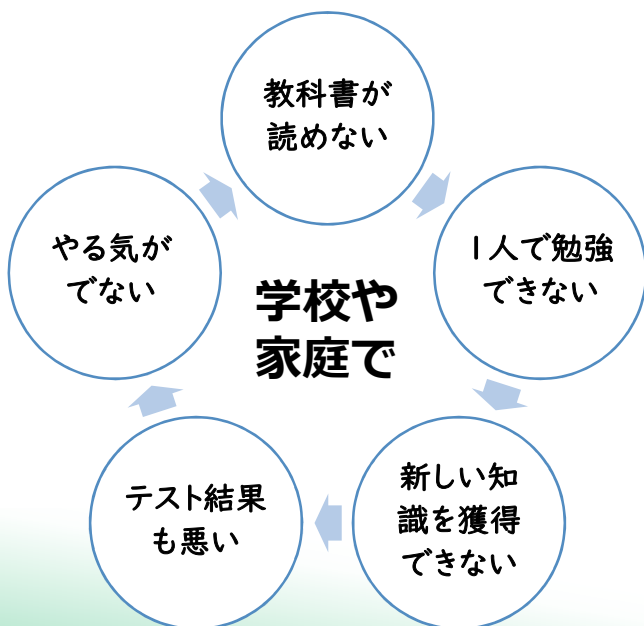 教科書が
読めない
1人で勉強
できない
新しい知
識を獲得
できない
テスト結果
も悪い
やる気が
でない
学校や
家庭で